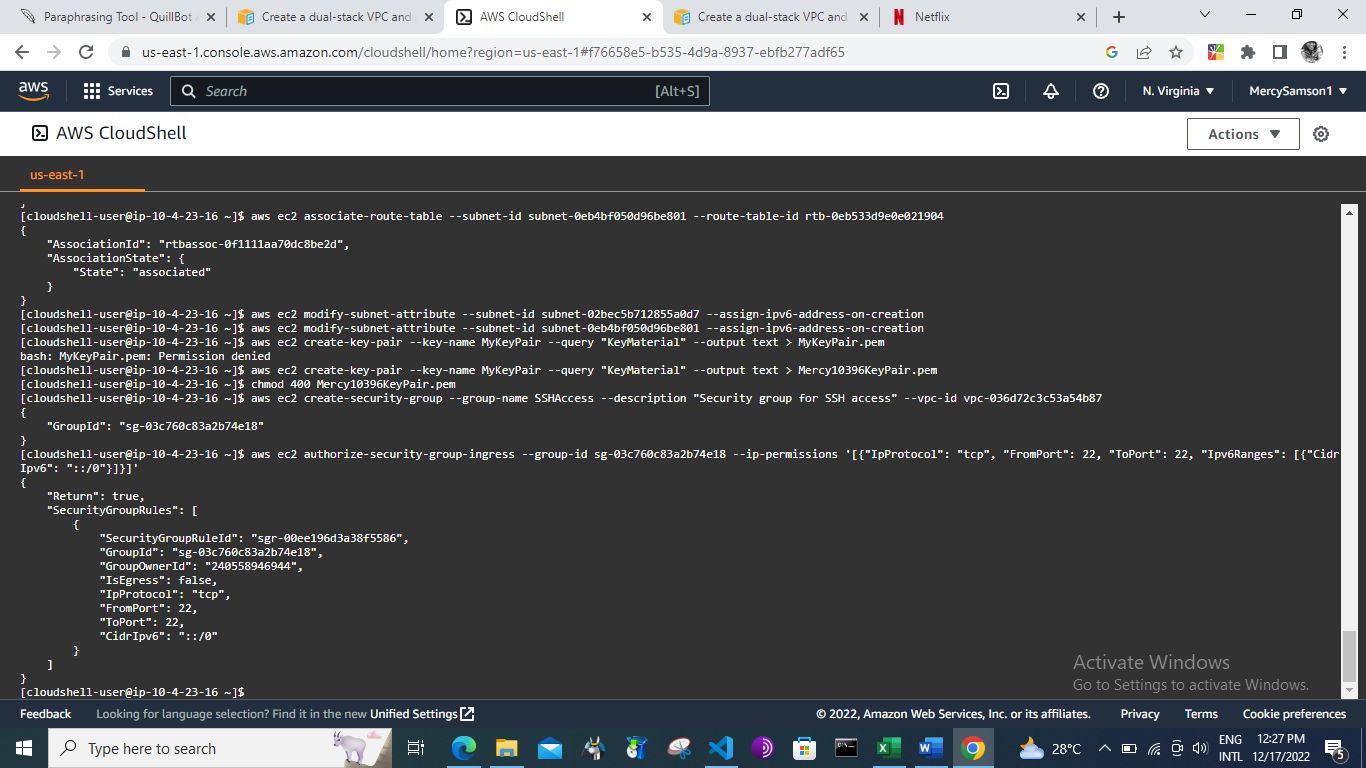 Paraphrasing Tool - QuillBot
Create a dual-stack VPC and
AWS CloudShell
Create a dual-stack VPC and
Netflix
us-east-1.console.aws.amazon.com/cloudshell/home?region=us-east-1#f76658e5-b535-4d9a-8937-ebfb277adf65
aws
Services
Search
[Alt+S]
N. Virginia
MercySamson1
AWS CloudShell
Actions
us-east-1
[cloudshell-user@ip-10-4-23-16 ~]$ aws ec2 associate-route-table --subnet-id subnet-0eb4bf050d96be801 --route-table-id rtb-0eb533d9e0e021904
{
"AssociationId": "rtbassoc-0f1111aa70dc8be2d",
"AssociationState": {
"State": "associated"
}
}
[cloudshell-user@ip-10-4-23-16 ~]$ aws ec2 modify-subnet-attribute --subnet-id subnet-02bec5b712855a0d7 --assign-ipv6-address-on-creation
[cloudshell-user@ip-10-4-23-16 ~]$ aws ec2 modify-subnet-attribute --subnet-id subnet-0eb4bf050d96be801 --assign-ipv6-address-on-creation
[cloudshell-user@ip-10-4-23-16 ~]$ aws ec2 create-key-pair --key-name MyKeyPair --query "KeyMaterial" --output text > MyKeyPair.pem
bash: MyKeyPair.pem: Permission denied
[cloudshell-user@ip-10-4-23-16 ~]$ aws ec2 create-key-pair --key-name MyKeyPair --query "KeyMaterial" --output text > Mercy10396KeyPair.pem
[cloudshell-user@ip-10-4-23-16 ~]$ chmod 400 Mercy10396KeyPair.pem
[cloudshell-user@ip-10-4-23-16 ~]$ aws ec2 create-security-group --group-name SSHAccess --description "Security group for SSH access" --vpc-id vpc-036d72c3c53a54b87
{
"GroupId": "sg-03c760c83a2b74e18"
}
[cloudshell-user@ip-10-4-23-16 ~]$ aws ec2 authorize-security-group-ingress --group-id sg-03c760c83a2b74e18 --ip-permissions '[{"IpProtocol": "tcp", "FromPort": 22, "ToPort": 22, "Ipv6Ranges": [{"Cidr
Ipv6": "::/0"}]}]'
{
"Return": true,
"SecurityGroupRules": [
{
"SecurityGroupRuleId": "sgr-00ee196d3a38f5586",
"GroupId": "sg-03c760c83a2b74e18",
"GroupOwnerId": "240558946944",
"IsEgress": false,
"IpProtocol": "tcp",
"FromPort": 22,
"ToPort": 22,
"CidrIpv6": "::/0"
}
]
}
[cloudshell-user@ip-10-4-23-16 ~]$
Activate Windows
Go to Settings to activate Windows.
Feedback
Looking for language selection? Find it in the new Unified Settings
© 2022, Amazon Web Services, Inc. or its affiliates.
Privacy
Terms
Cookie preferences
Type here to search
28°C
ENG
INTL
12:27 PM
12/17/2022
5